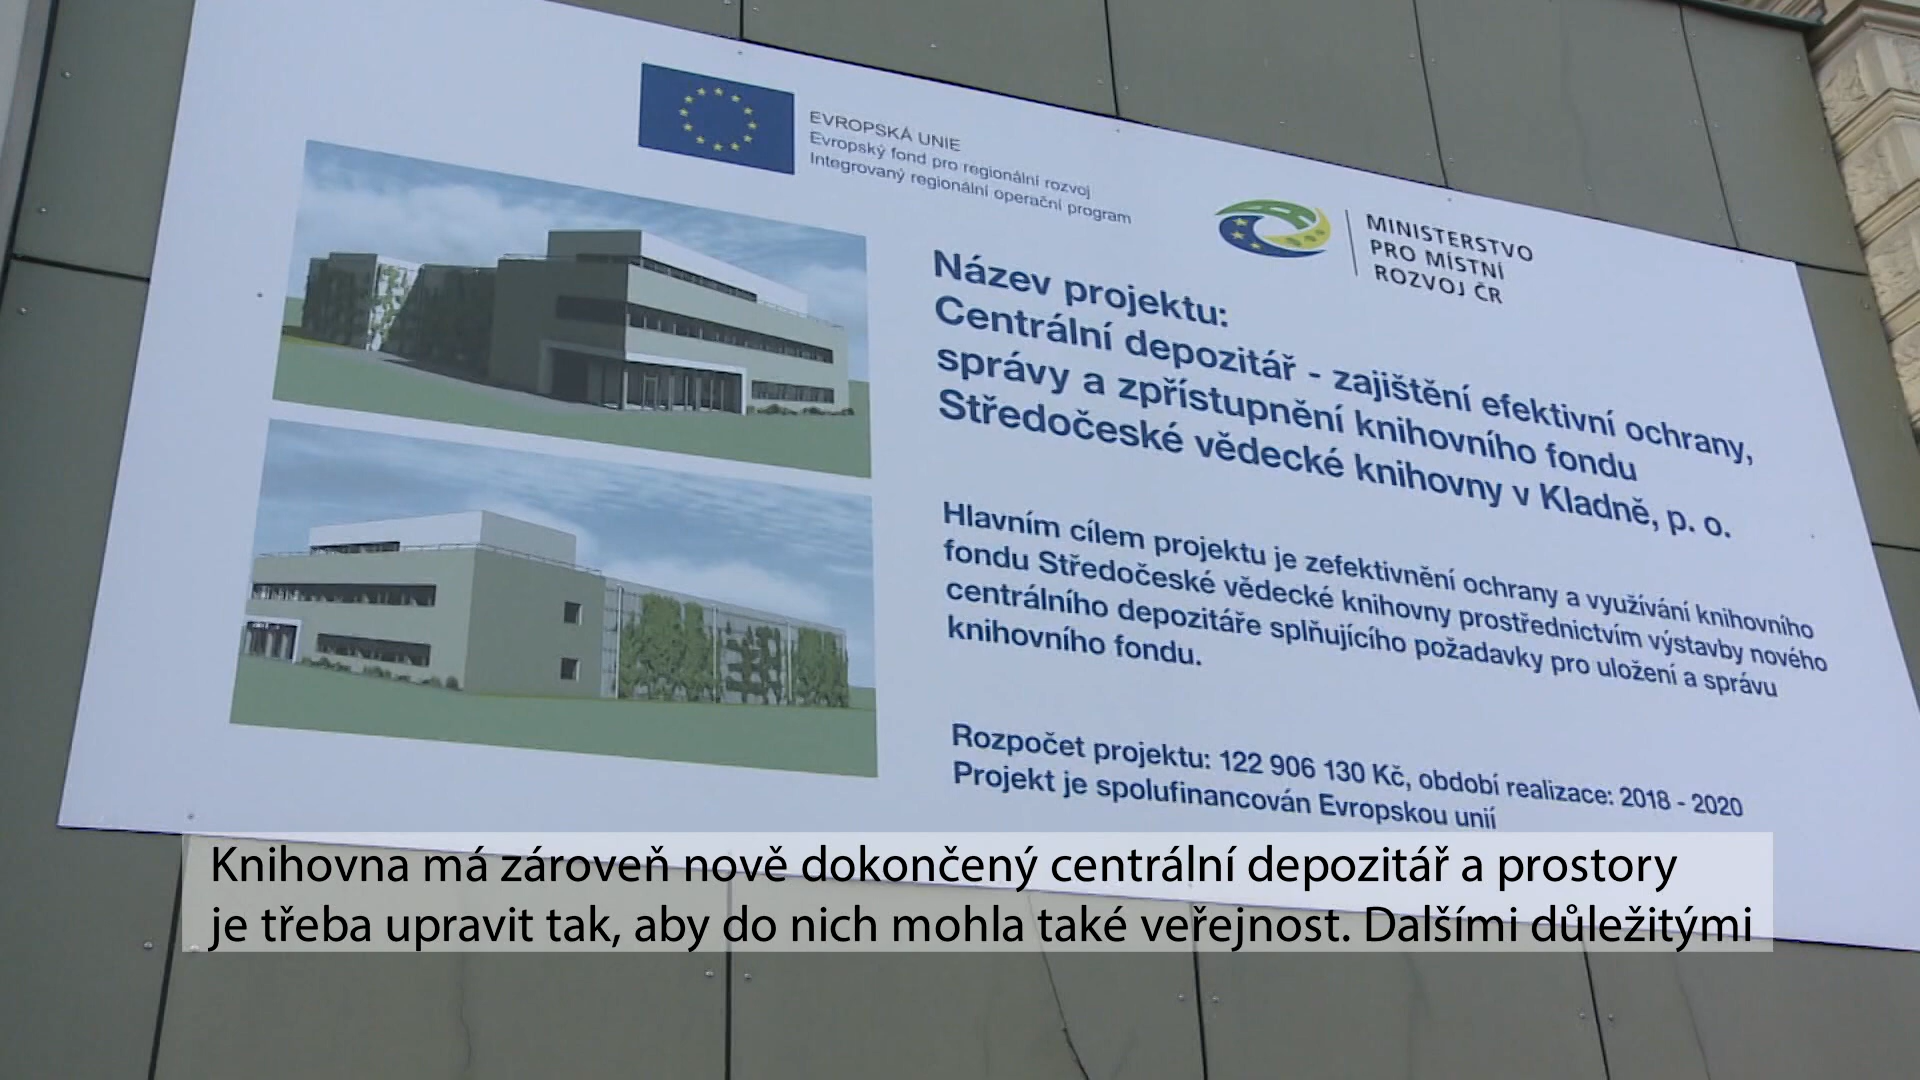 EVROPSKÁ UNIE
Evropský fond pro regionální rozvoj
Integrovaný regionální operační program
MINISTERSTVO
PRO MÍSTNÍ
ROZVOJ ČR
Název projektu:
Centrální depozitář - zajištění efektivní ochrany,
správy a zpřístupnění knihovního fondu
Středočeské vědecké knihovny v Kladně, p. o.
Hlavním cílem projektu je zefektivnění ochrany a využívání knihovního
fondu Středočeské vědecké knihovny prostřednictvím výstavby nového
centrálního depozitáře splňujícího požadavky pro uložení a správu
knihovního fondu.
Rozpočet projektu: 122 906 130 Kč, období realizace: 2018 - 2020
Projekt je spolufinancován Evropskou unií
Knihovna má zároveň nově dokončený centrální depozitář a prostory
je třeba upravit tak, aby do nich mohla také veřejnost. Dalšími důležitými